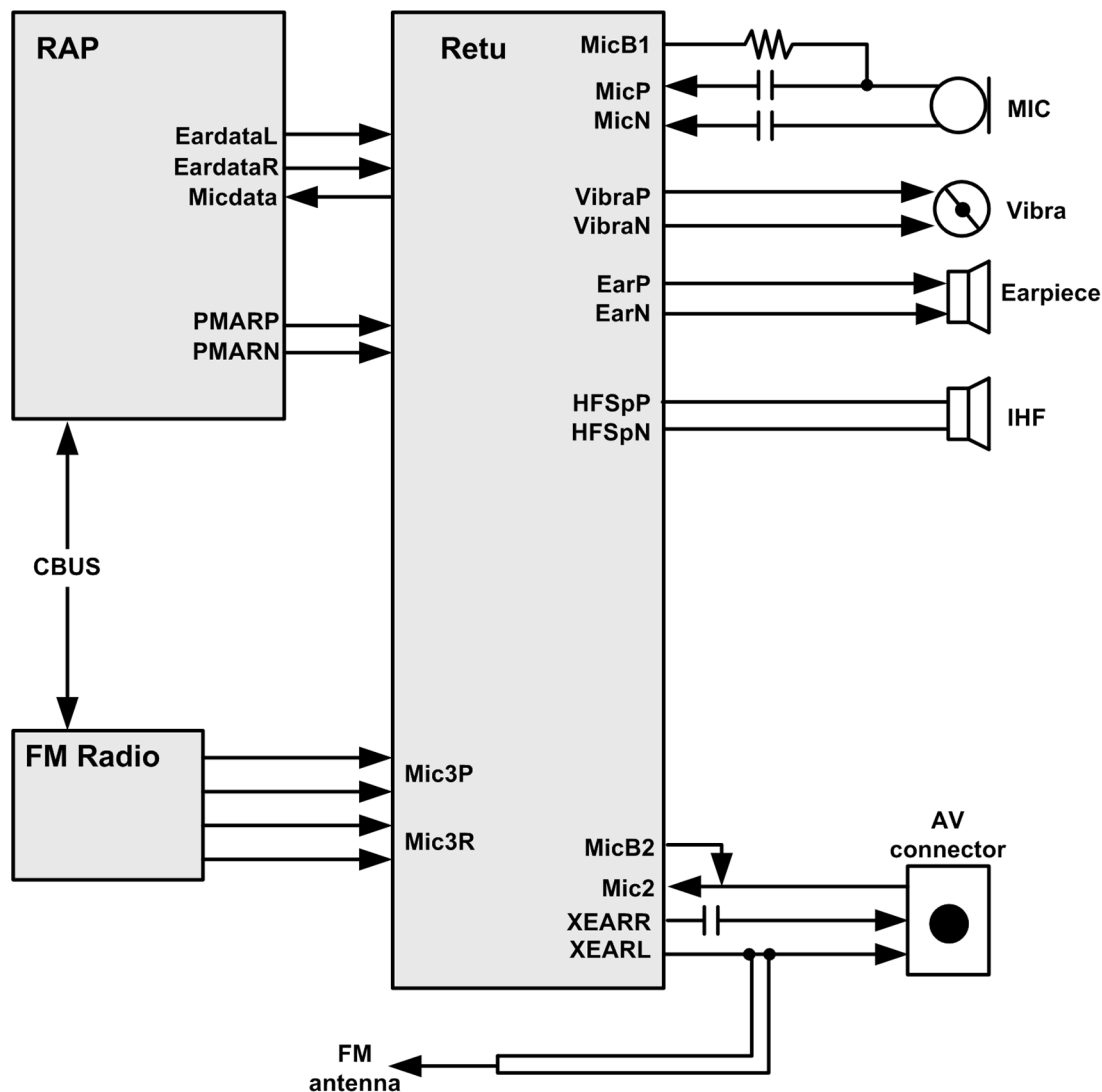 RAP
EardataL
EardataR
Micdata
PMARP
PMARN
CBUS
FM Radio
Retu
MicB1
MicP
MicN
VibraP
VibraN
EarP
EarN
HFSpP
HFSpN
Mic3P
Mic3R
MicB2
Mic2
XEARR
XEARL
MIC
Vibra
Earpiece
IHF
AV
connector
FM
antenna